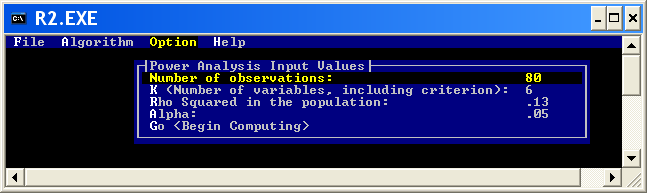 R2.EXE
File Algorithm Option Help
Power Analysis Input Values
Number of observations: 80
K (Number of variables, including criterion): 6
Rho Squared in the population: .13
Alpha: .05
Go <Begin Computing>